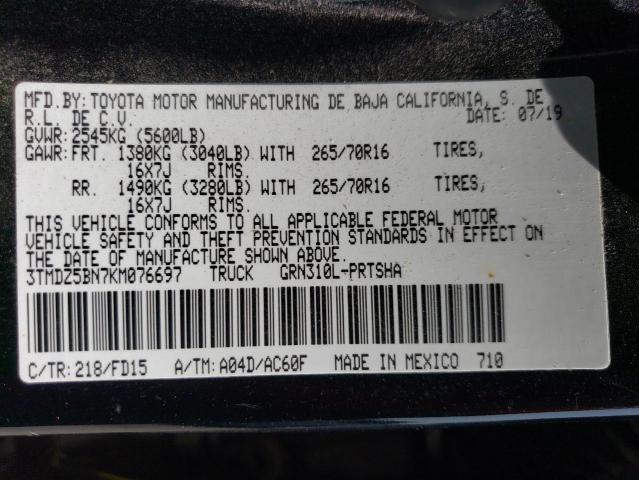 MFD.BY: TOYOTA MOTOR MANUFACTURING DE BAJA CALIFORNIA, S. DE
R.L. DE C.V. DATE: 07/19
GVWR: 2545KG (5600LB)
GAWR: FRT. 1380KG (3040LB) WITH 265/70R16 TIRES,
16X7J RIMS.
RR. 1490KG (3280LB) WITH 265/70R16 TIRES,
16X7J RIMS.
THIS VEHICLE CONFORMS TO ALL APPLICABLE FEDERAL MOTOR
VEHICLE SAFETY AND THEFT PREVENTION STANDARDS IN EFFECT ON
THE DATE OF MANUFACTURE SHOWN ABOVE.
3TMDZ5BN7KM076697 TRUCK GRN310L-PRTSHA
C/TR: 218/FD15 A/TM: A04D/AC60F MADE IN MEXICO 710